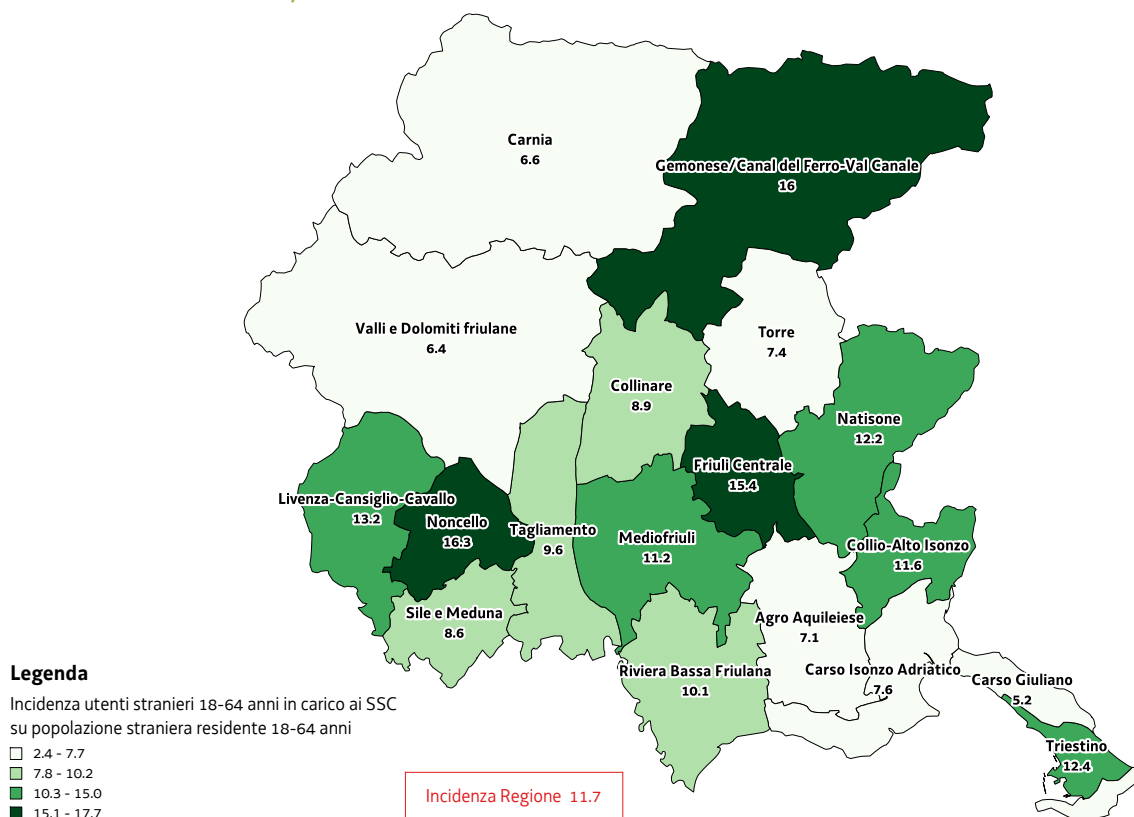 Carnia
6.6
Gemonese/Canal del Ferro-Val Canale
16
Valli e Dolomiti friulane
6.4
Torre
7.4
Collinare
8.9
Natisone
12.2
Friuli Centrale
15.4
Livenza-Cansiglio-Cavallo
13.2
Noncello
16.3
Tagliamento
9.6
Mediofriuli
11.2
Collio-Alto Isonzo
11.6
Sile e Meduna
8.6
Agro Aquileiese
7.1
Riviera Bassa Friulana
10.1
Carso Isonzo Adriatico
7.6
Carso Giuliano
5.2
Triestino
12.4
Legenda
Incidenza utenti stranieri 18-64 anni in carico ai SSC
su popolazione straniera residente 18-64 anni
2.4 - 7.7
7.8 - 10.2
10.3 - 15.0
15.1 - 17.7
Incidenza Regione 11.7